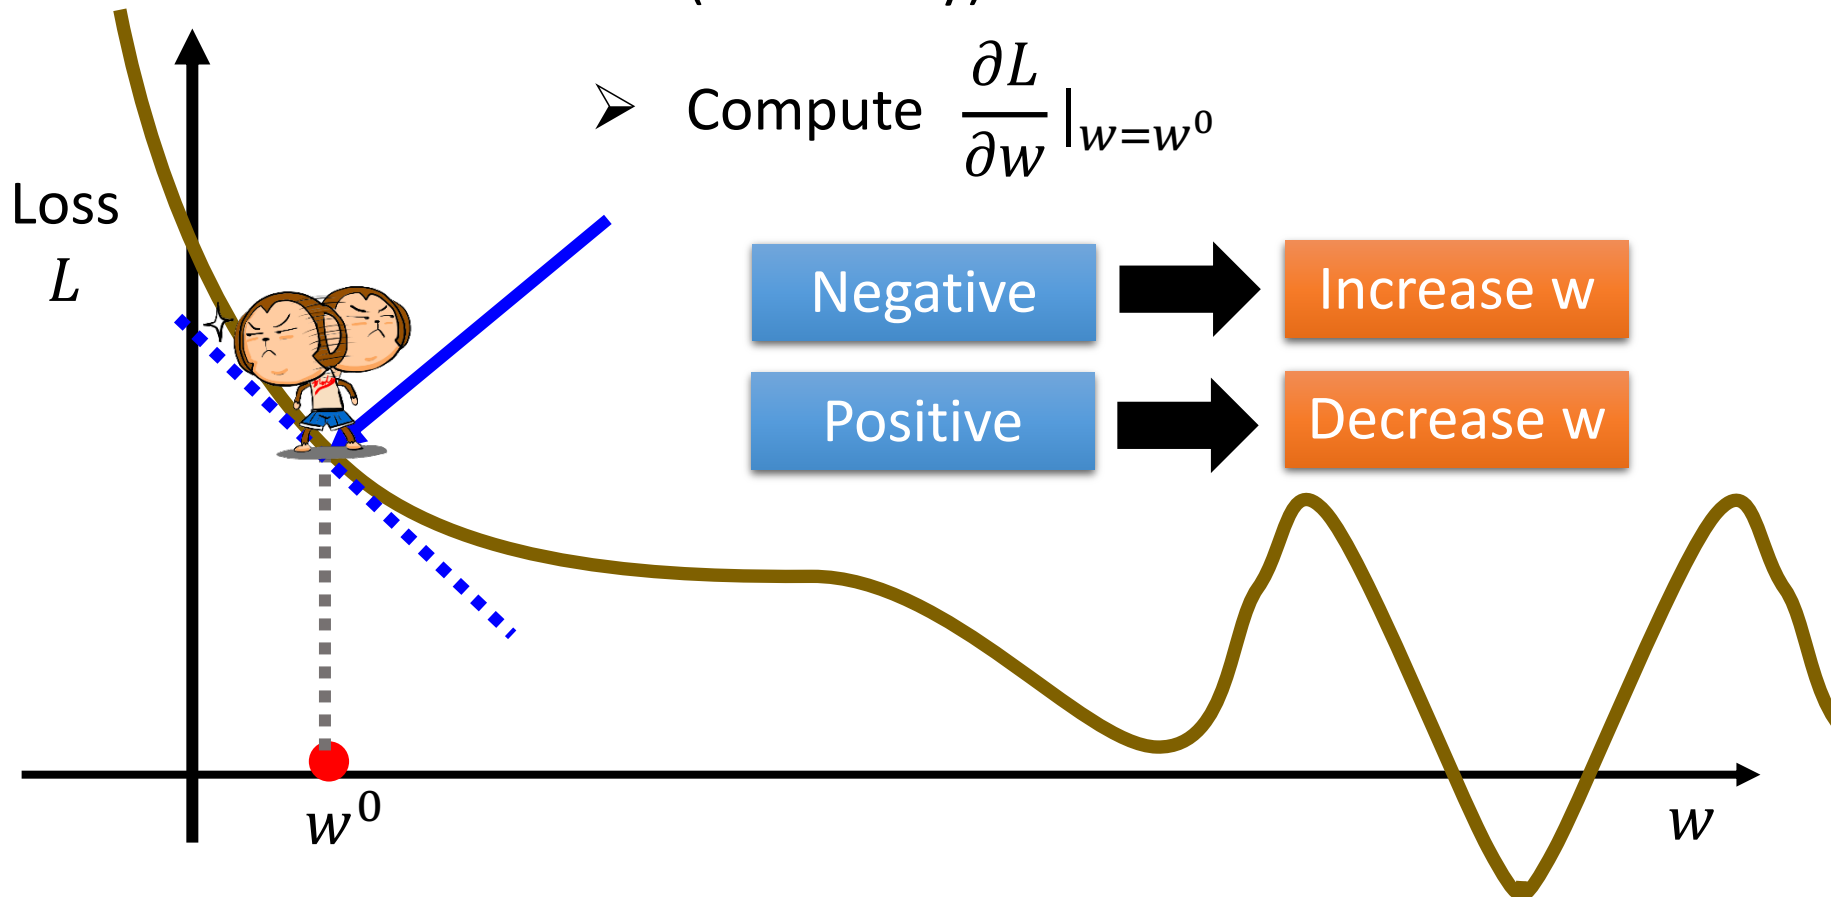 Compute ∂L/∂w |w=w⁰
Loss
L
Negative
Increase w
Positive
Decrease w
w⁰
w